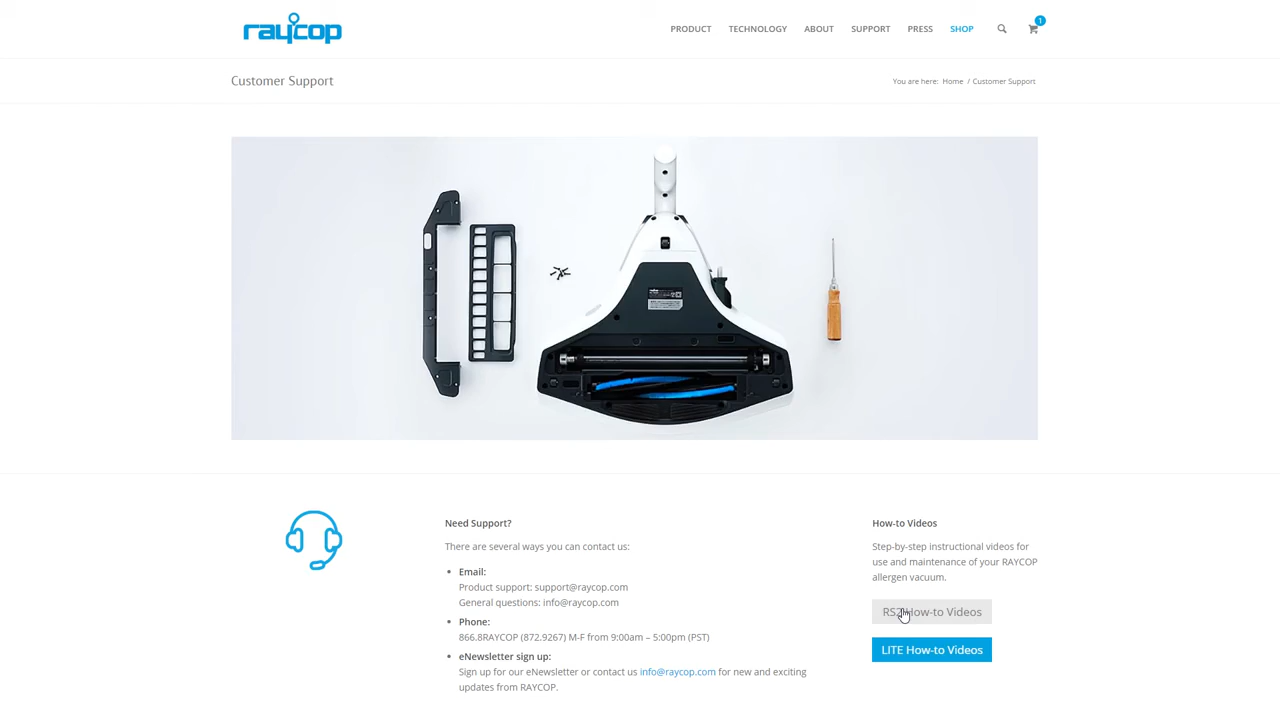 raycop
PRODUCT TECHNOLOGY ABOUT SUPPORT PRESS SHOP 1
Customer Support
You are here: Home / Customer Support
Need Support?
There are several ways you can contact us:
Email:
Product support: support@raycop.com
General questions: info@raycop.com
Phone:
866.8RAYCOP (872.9267) M-F from 9:00am – 5:00pm (PST)
eNewsletter sign up:
Sign up for our eNewsletter or contact us info@raycop.com for new and exciting
updates from RAYCOP.
How-to Videos
Step-by-step instructional videos for
use and maintenance of your RAYCOP
allergen vacuum.
RS2 How-to Videos
LITE How-to Videos